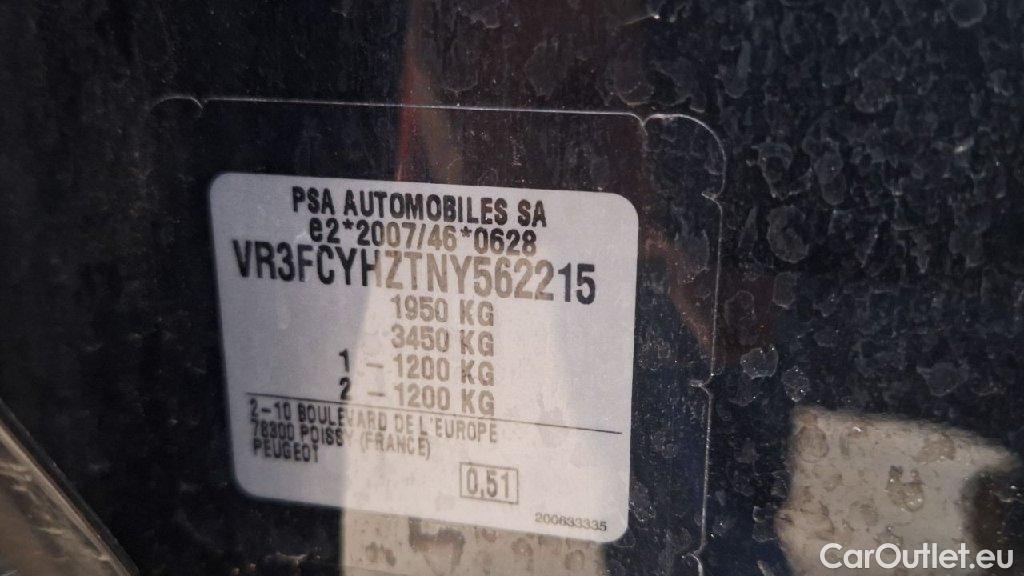 PSA AUTOMOBILES SA
e2*2007/46*0628
VR3FCYHZTNY562215
1950 KG
3450 KG
1 – 1200 KG
2 – 1200 KG
2-10 BOULEVARD DE L'EUROPE
78300 POISSY (FRANCE)
PEUGEOT
0,51
200633335
CarOutlet.eu